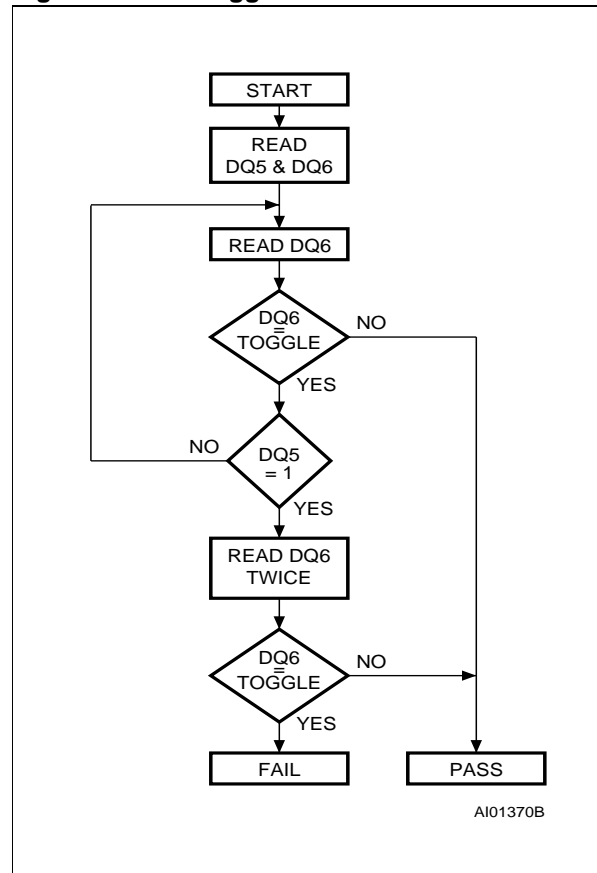 START
READ
DQ5 & DQ6
READ DQ6
DQ6
=
TOGGLE
NO
YES
NO
DQ5
= 1
YES
READ DQ6
TWICE
DQ6
=
TOGGLE
NO
YES
FAIL
PASS
AI01370B